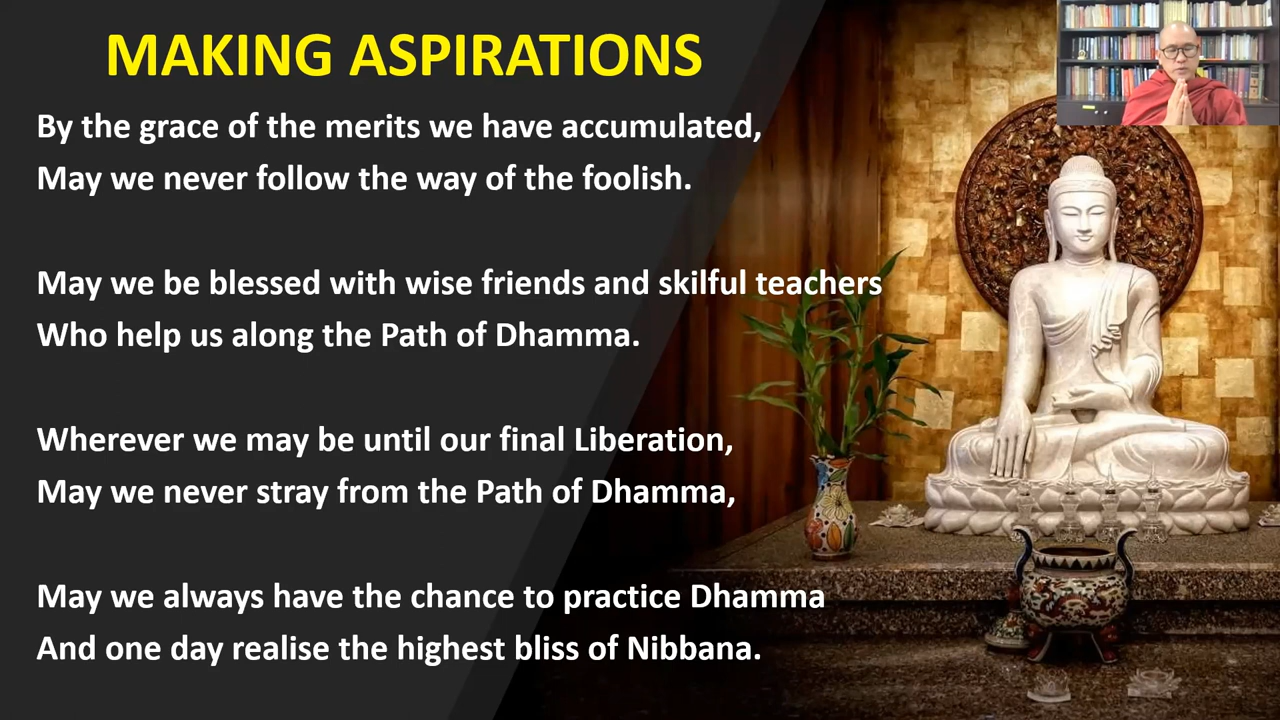 MAKING ASPIRATIONS
By the grace of the merits we have accumulated,
May we never follow the way of the foolish.
May we be blessed with wise friends and skilful teachers
Who help us along the Path of Dhamma.
Wherever we may be until our final Liberation,
May we never stray from the Path of Dhamma,
May we always have the chance to practice Dhamma
And one day realise the highest bliss of Nibbana.